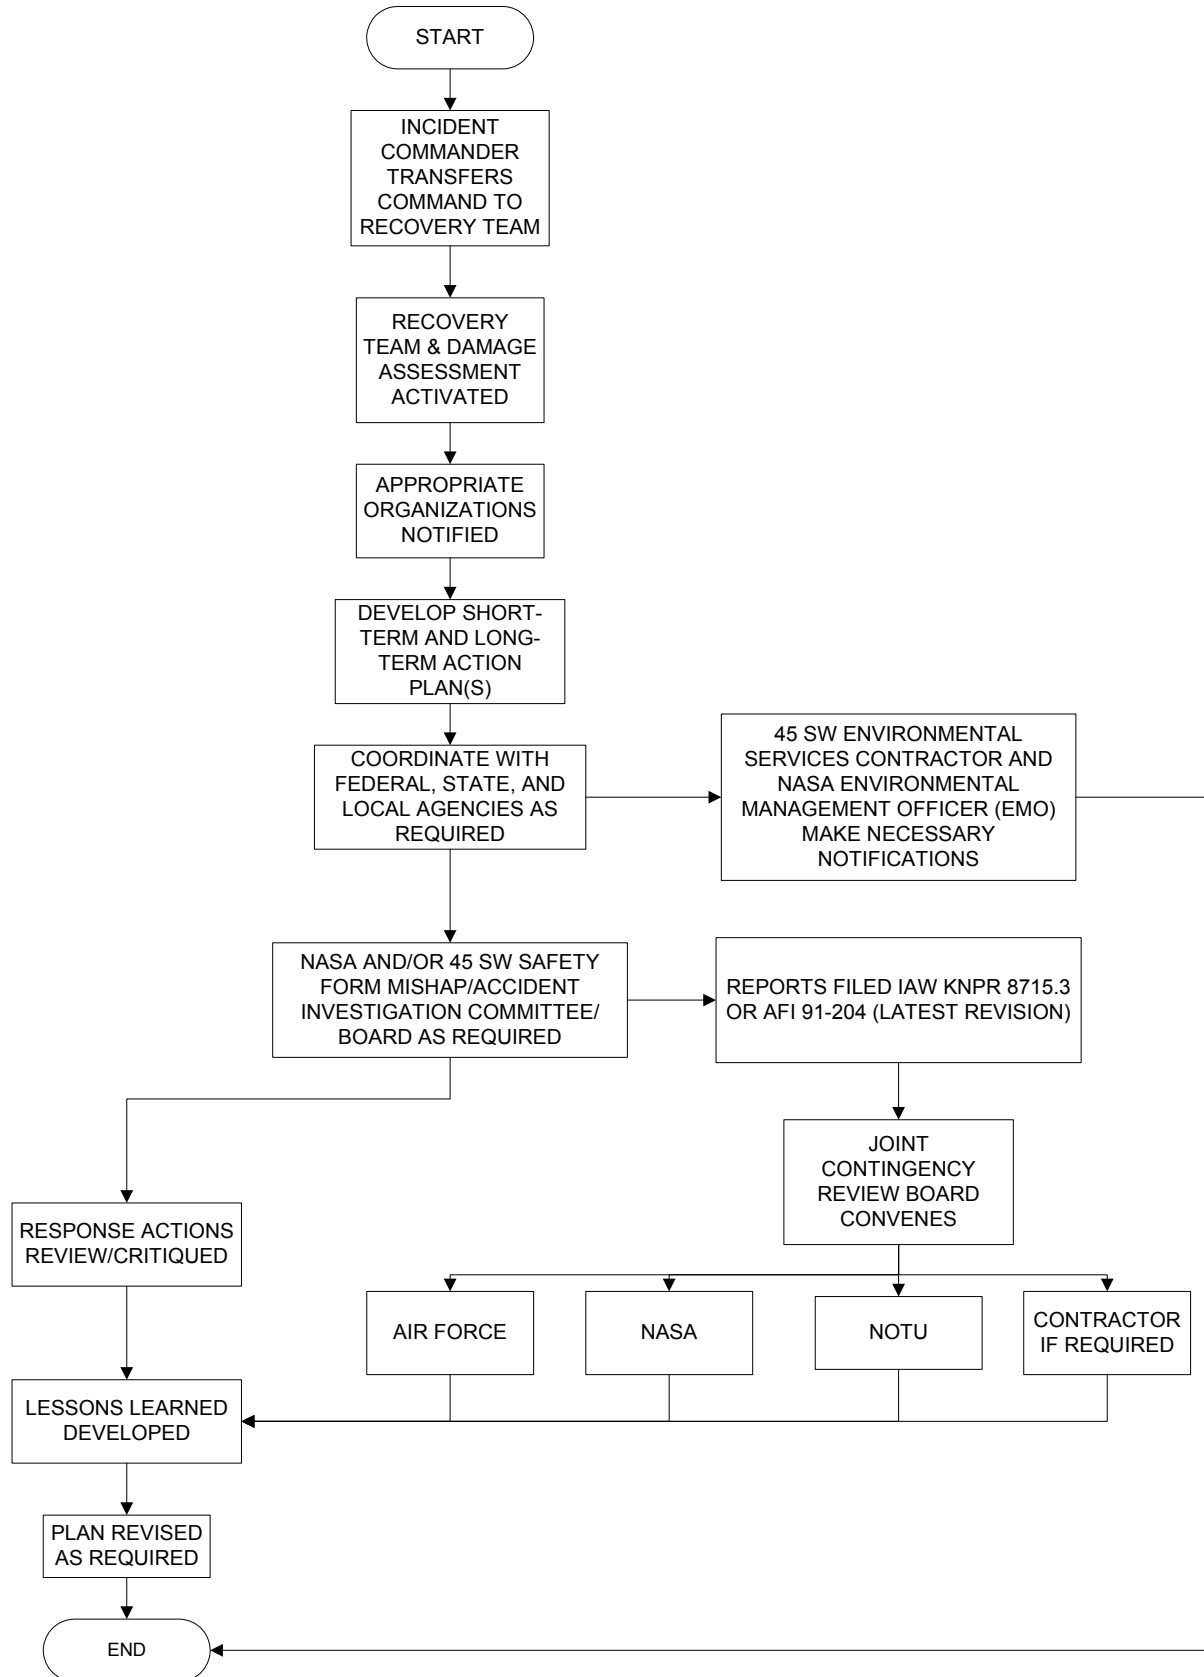 START
INCIDENT
COMMANDER
TRANSFERS
COMMAND TO
RECOVERY TEAM
RECOVERY
TEAM & DAMAGE
ASSESSMENT
ACTIVATED
APPROPRIATE
ORGANIZATIONS
NOTIFIED
DEVELOP SHORT-
TERM AND LONG-
TERM ACTION
PLAN(S)
COORDINATE WITH
FEDERAL, STATE, AND
LOCAL AGENCIES AS
REQUIRED
45 SW ENVIRONMENTAL
SERVICES CONTRACTOR AND
NASA ENVIRONMENTAL
MANAGEMENT OFFICER (EMO)
MAKE NECESSARY
NOTIFICATIONS
NASA AND/OR 45 SW SAFETY
FORM MISHAP/ACCIDENT
INVESTIGATION COMMITTEE/
BOARD AS REQUIRED
REPORTS FILED IAW KNPR 8715.3
OR AFI 91-204 (LATEST REVISION)
JOINT
CONTINGENCY
REVIEW BOARD
CONVENES
RESPONSE ACTIONS
REVIEW/CRITIQUED
AIR FORCE
NASA
NOTU
CONTRACTOR
IF REQUIRED
LESSONS LEARNED
DEVELOPED
PLAN REVISED
AS REQUIRED
END